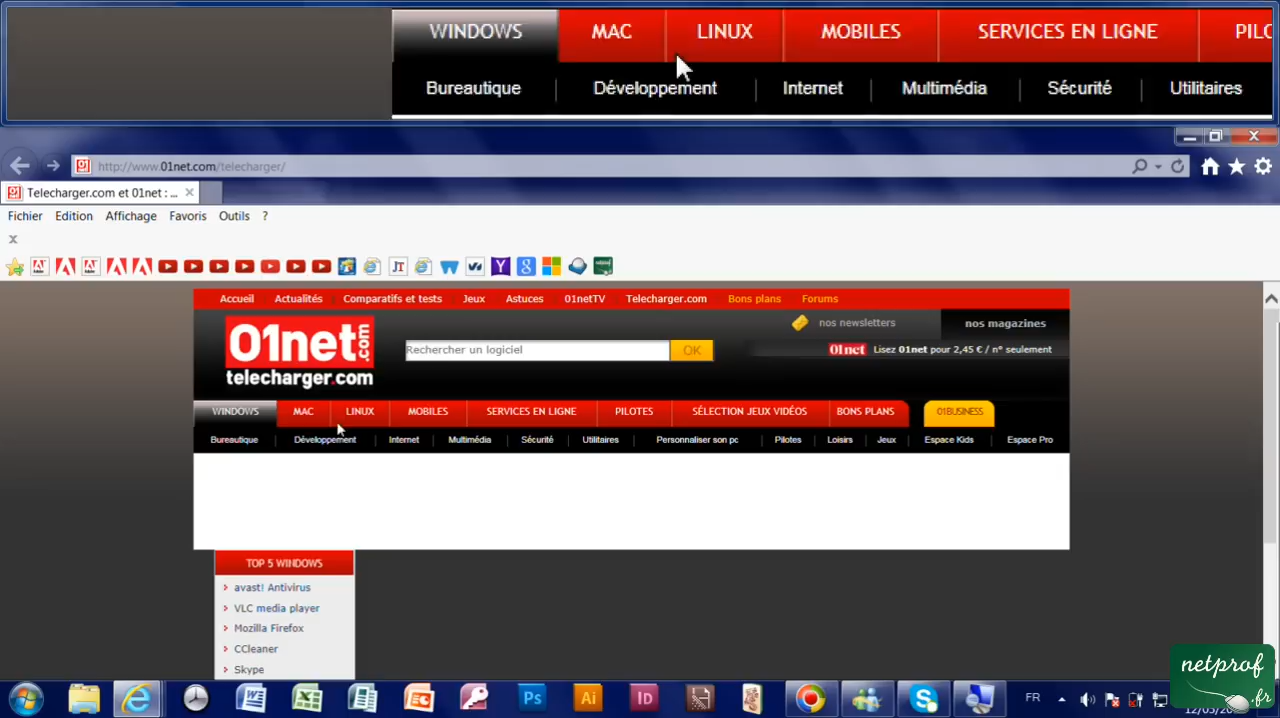 WINDOWS MAC LINUX MOBILES SERVICES EN LIGNE
Bureautique Développement Internet Multimédia Sécurité Utilitaires
http://www.01net.com/telecharger/
Telecharger.com et 01net : ...
Fichier Edition Affichage Favoris Outils ?
Accueil Actualités Comparatifs et tests Jeux Astuces 01netTV Telecharger.com Bons plans Forums
nos newsletters nos magazines
01net.com
Rechercher un logiciel OK
01net Lisez 01net pour 2,45 € / n° seulement
telecharger.com
WINDOWS MAC LINUX MOBILES SERVICES EN LIGNE PILOTES SÉLECTION JEUX VIDÉOS BONS PLANS 01BUSINESS
Bureautique Développement Internet Multimédia Sécurité Utilitaires Personnaliser son pc Pilotes Loisirs Jeux Espace Kids Espace Pro
TOP 5 WINDOWS
avast! Antivirus
VLC media player
Mozilla Firefox
CCleaner
Skype
netprof.fr
Ps Ai Id FR